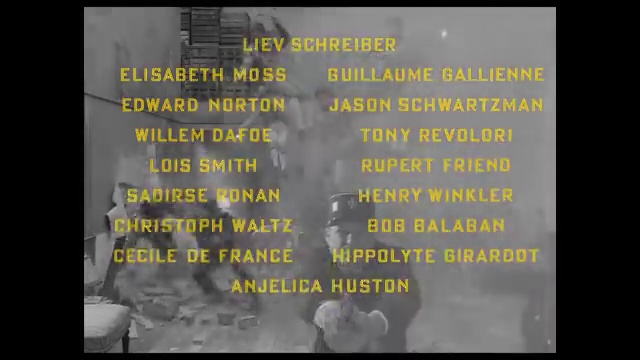 LIEV SCHREIBER
ELISABETH MOSS GUILLAUME GALLIENNE
EDWARD NORTON JASON SCHWARTZMAN
WILLEM DAFOE TONY REVOLORI
LOIS SMITH RUPERT FRIEND
SAOIRSE RONAN HENRY WINKLER
CHRISTOPH WALTZ BOB BALABAN
CECILE DE FRANCE HIPPOLYTE GIRARDOT
ANJELICA HUSTON